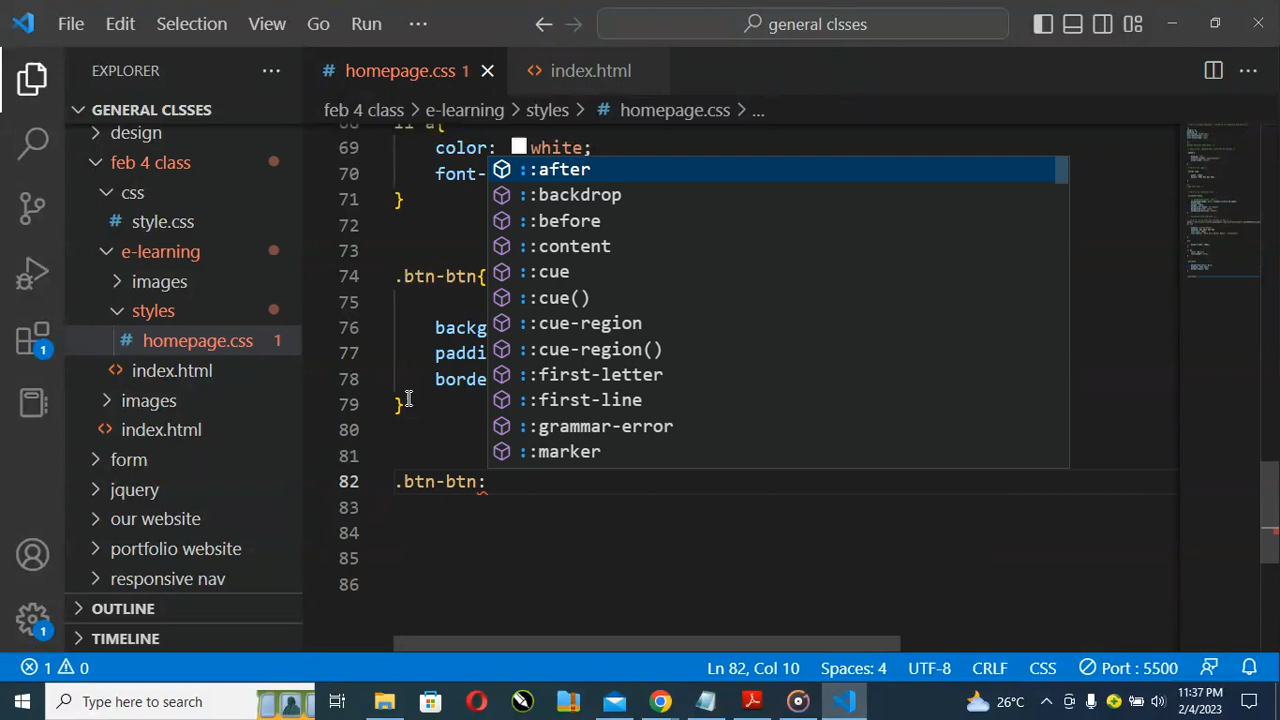 File Edit Selection View Go Run ··· general clsses
EXPLORER
homepage.css 1
index.html
GENERAL CLSSES
feb 4 class > e-learning > styles > # homepage.css > ...
design
feb 4 class
css
# style.css
e-learning
images
styles
# homepage.css 1
<> index.html
images
<> index.html
form
jquery
our website
portfolio website
responsive nav
OUTLINE
TIMELINE
69 color: white;
70 font-
71 }
72
73
74 .btn-btn{
75
76 backg
77 paddi
78 borde
79 }
80
81
82 .btn-btn:
83
84
85
86
::after
::backdrop
::before
::content
::cue
::cue()
::cue-region
::cue-region()
::first-letter
::first-line
::grammar-error
::marker
1
1
1 0 Ln 82, Col 10 Spaces: 4 UTF-8 CRLF CSS Port : 5500
Type here to search
26°C
11:37 PM
2/4/2023